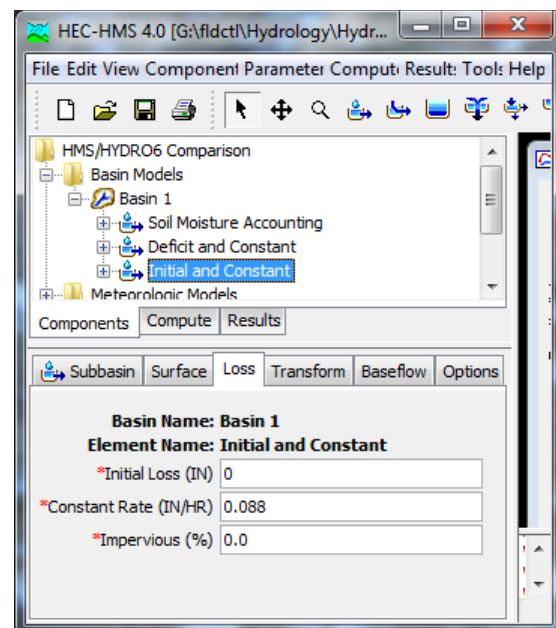 HEC-HMS 4.0 [G:\fldctl\Hydrology\Hydr...
File Edit View Component Parameter Comput Result: Tools Help
HMS/HYDRO6 Comparison
Basin Models
Basin 1
Soil Moisture Accounting
Deficit and Constant
Initial and Constant
Meteorologic Models
Components Compute Results
Subbasin Surface Loss Transform Baseflow Options
Basin Name: Basin 1
Element Name: Initial and Constant
*Initial Loss (IN) 0
*Constant Rate (IN/HR) 0.088
*Impervious (%) 0.0